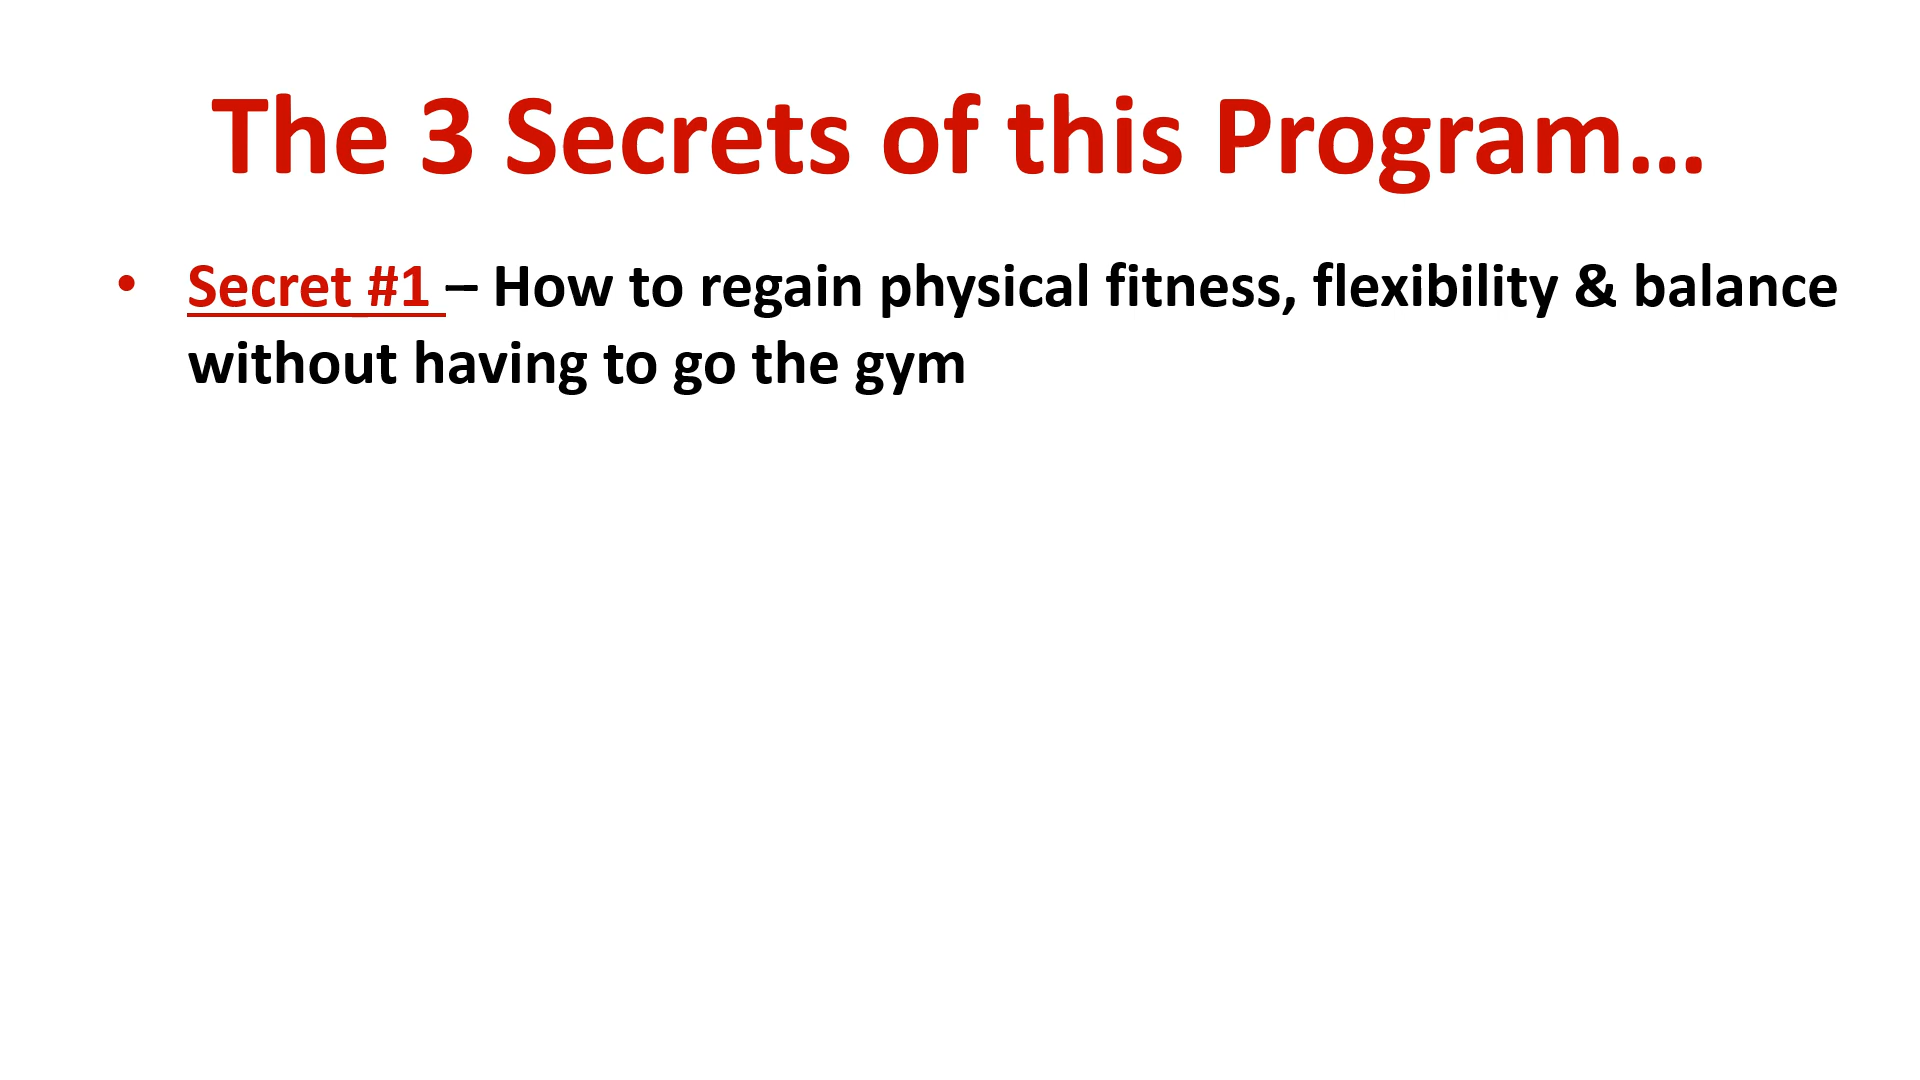 The 3 Secrets of this Program...
• Secret #1 – How to regain physical fitness, flexibility & balance
without having to go the gym